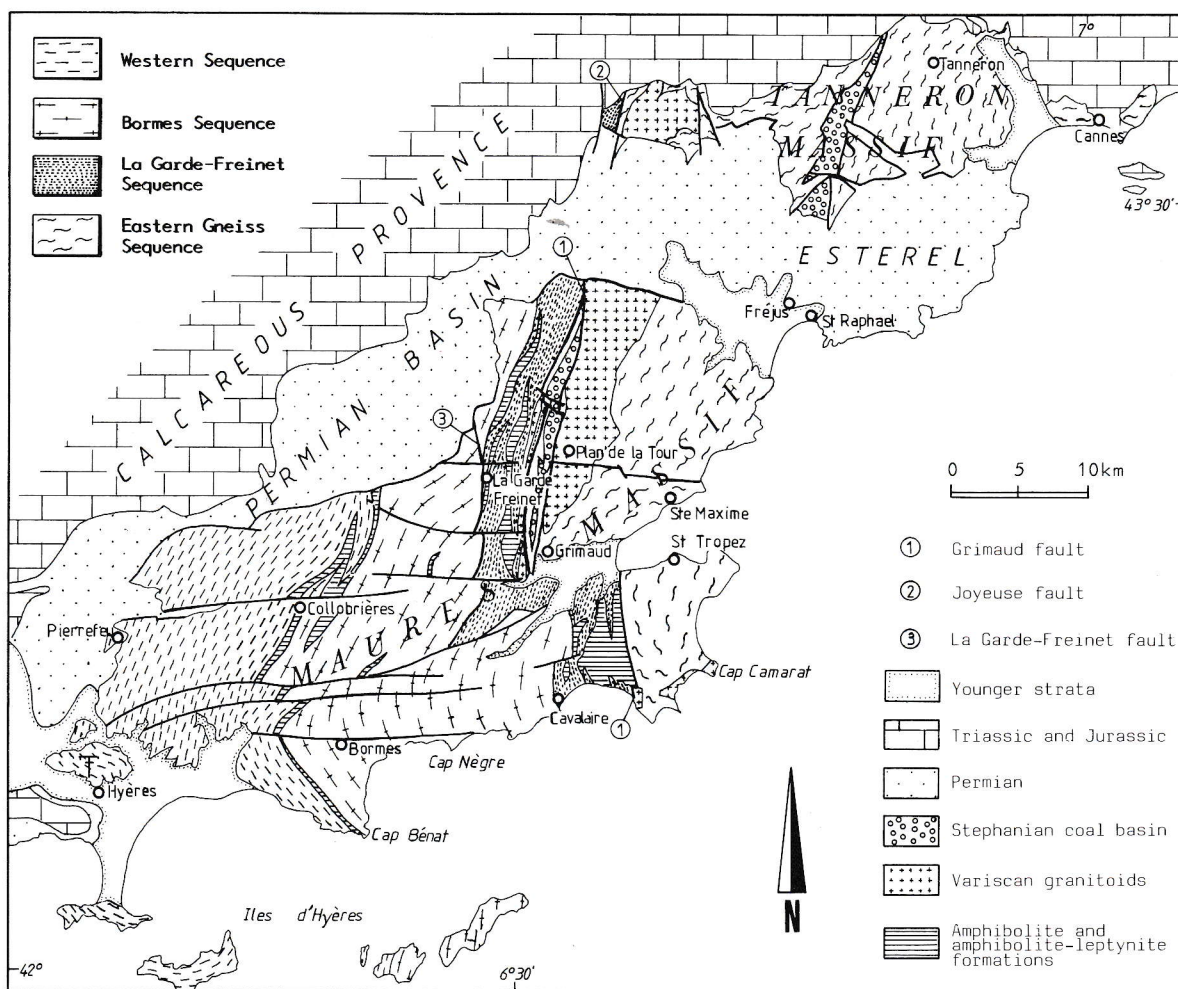 Western Sequence
Bormes Sequence
La Garde-Freinet
Sequence
Eastern Gneiss
Sequence
7°
2
Tanneron
TANNERON
MASSIF
Cannes
43° 30'
CALCAREOUS PROVENCE
PERMIAN BASIN
1
ESTEREL
Fréjus
St Raphael
3
Plan de la Tour
La Garde
Freinet
Ste Maxime
St Tropez
Grimaud
MAURES MASSIF
Collobrières
Pierrefeu
Cap Camarat
Cavalaire
1
Bormes
Cap Nègre
Hyères
Cap Bénat
Iles d'Hyères
42°
6° 30'
N
0 5 10 km
1 Grimaud fault
2 Joyeuse fault
3 La Garde-Freinet fault
Younger strata
Triassic and Jurassic
Permian
Stephanian coal basin
Variscan granitoids
Amphibolite and
amphibolite-leptynite
formations